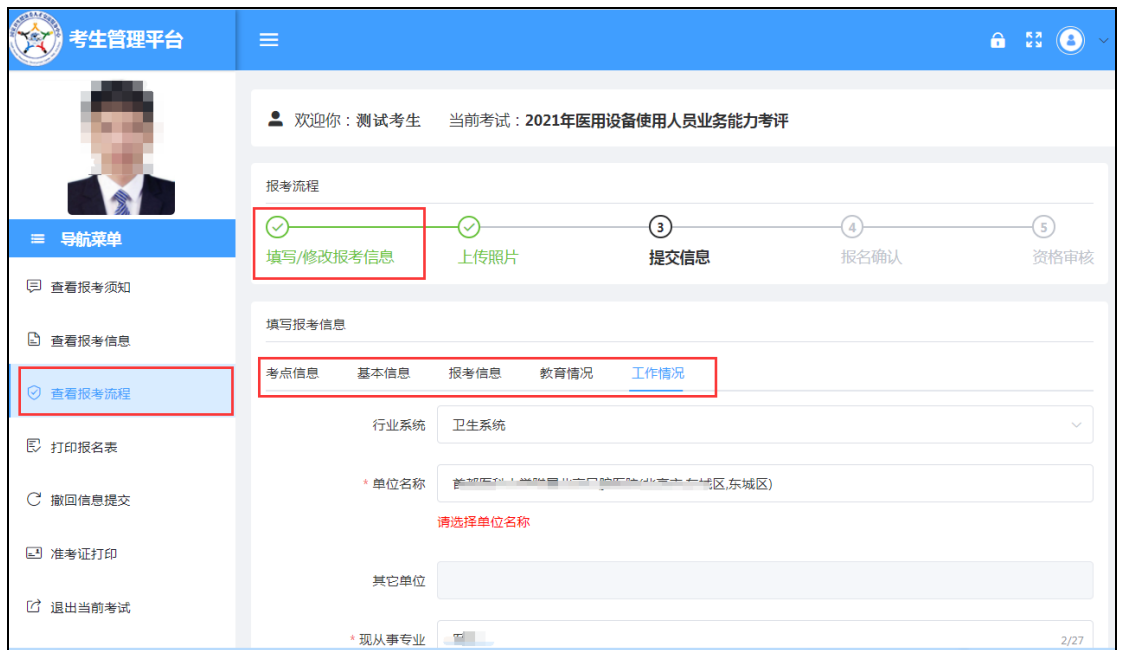 考生管理平台
欢迎你：测试考生 当前考试：2021年医用设备使用人员业务能力考评
导航菜单
查看报考须知
查看报考信息
查看报考流程
打印报名表
撤回信息提交
准考证打印
退出当前考试
报考流程
3 4 5
填写/修改报考信息 上传照片 提交信息 报名确认 资格审核
填写报考信息
考点信息 基本信息 报考信息 教育情况 工作情况
行业系统 卫生系统
* 单位名称 区,东城区)
请选择单位名称
其它单位
* 现从事专业 2/27